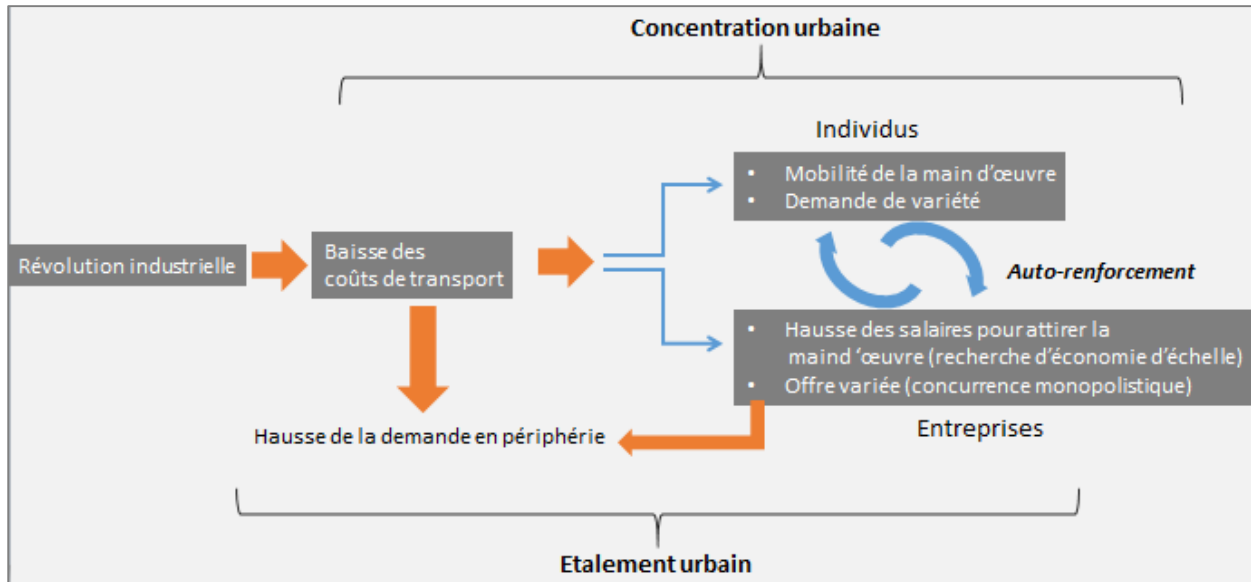 Concentration urbaine
Individus
• Mobilité de la main d'œuvre
• Demande de variété
Révolution industrielle
Baisse des
coûts de transport
Auto-renforcement
• Hausse des salaires pour attirer la
maind ‘œuvre (recherche d'économie d'échelle)
• Offre variée (concurrence monopolistique)
Hausse de la demande en périphérie
Entreprises
Etalement urbain